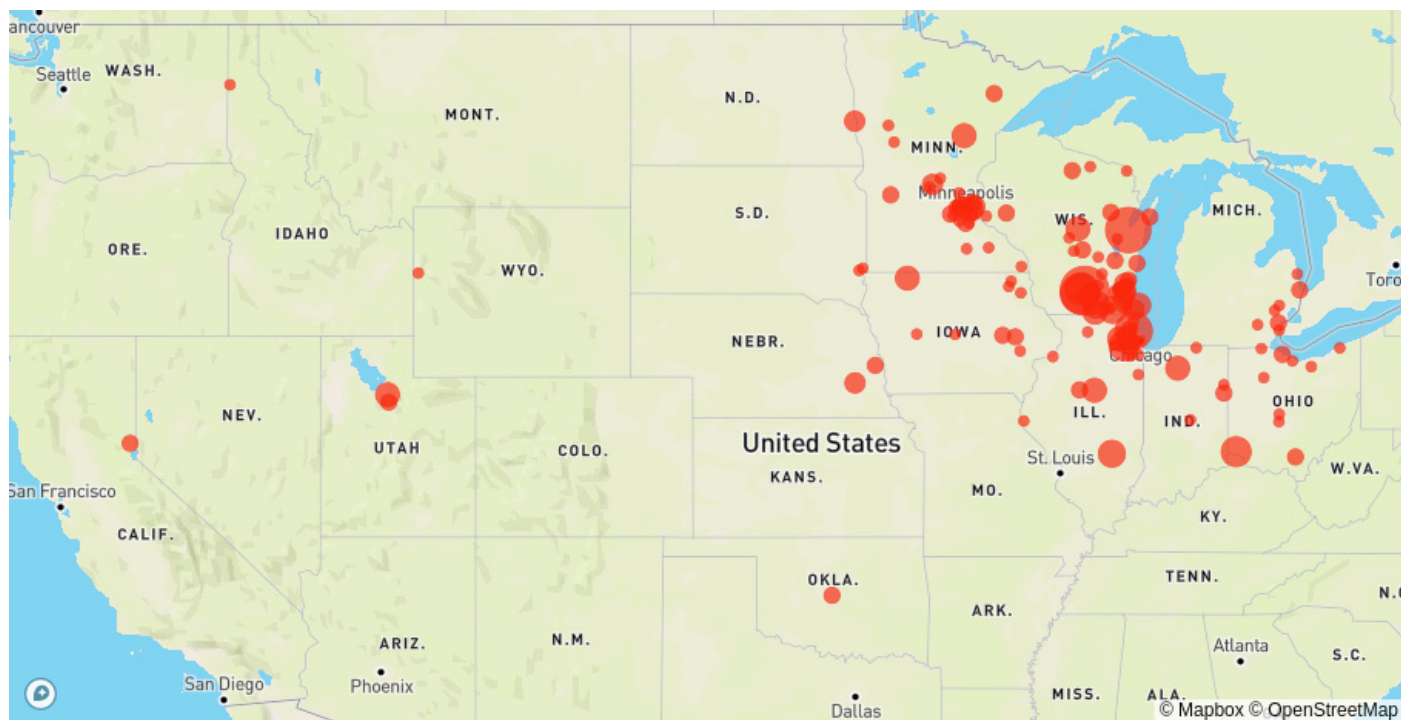 ancouver
Seattle
WASH.
MONT.
N.D.
MINN.
Minneapolis
S.D.
WIS.
MICH.
ORE.
IDAHO
WYO.
Toro
NEBR.
IOWA
Chicago
NEV.
UTAH
COLO.
United States
KANS.
ILL.
IND.
OHIO
St. Louis
W.VA.
San Francisco
CALIF.
MO.
KY.
OKLA.
TENN.
ARK.
N.C
ARIZ.
N.M.
Atlanta
S.C.
San Diego
Phoenix
Dallas
MISS.
ALA.
© Mapbox © OpenStreetMap